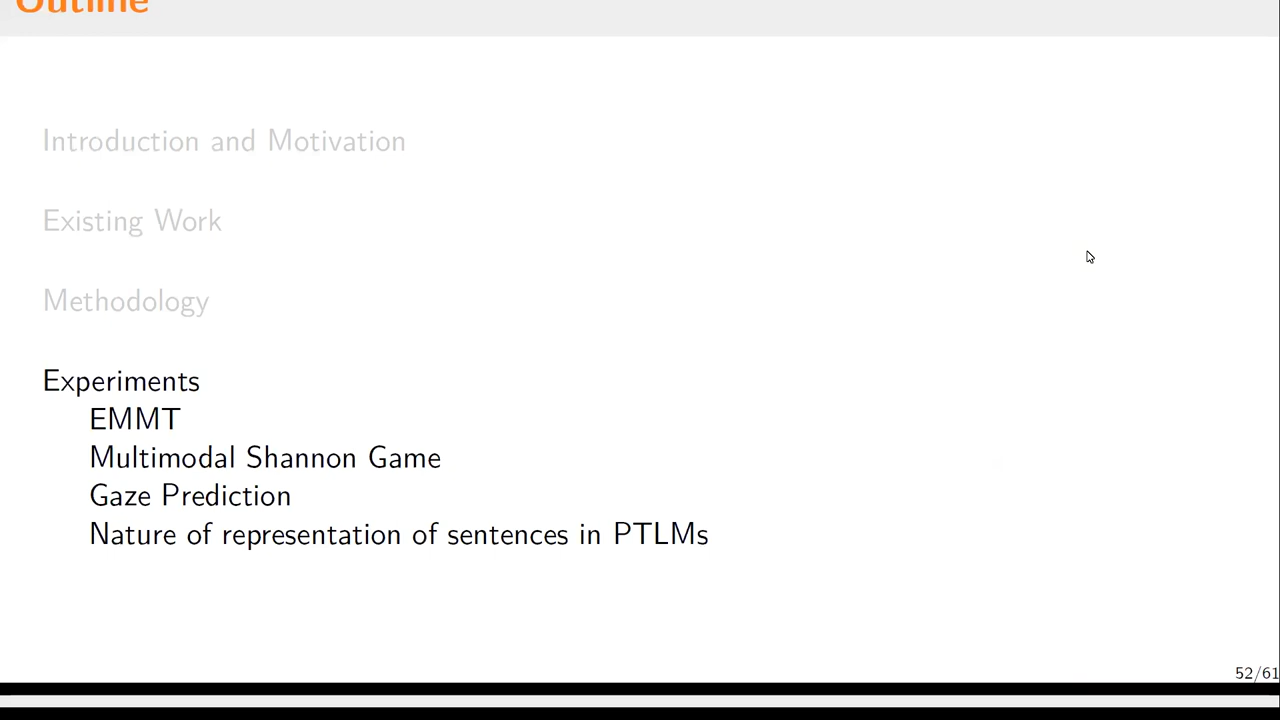 Outline
Introduction and Motivation
Existing Work
Methodology
Experiments
EMMT
Multimodal Shannon Game
Gaze Prediction
Nature of representation of sentences in PTLMs
52/61